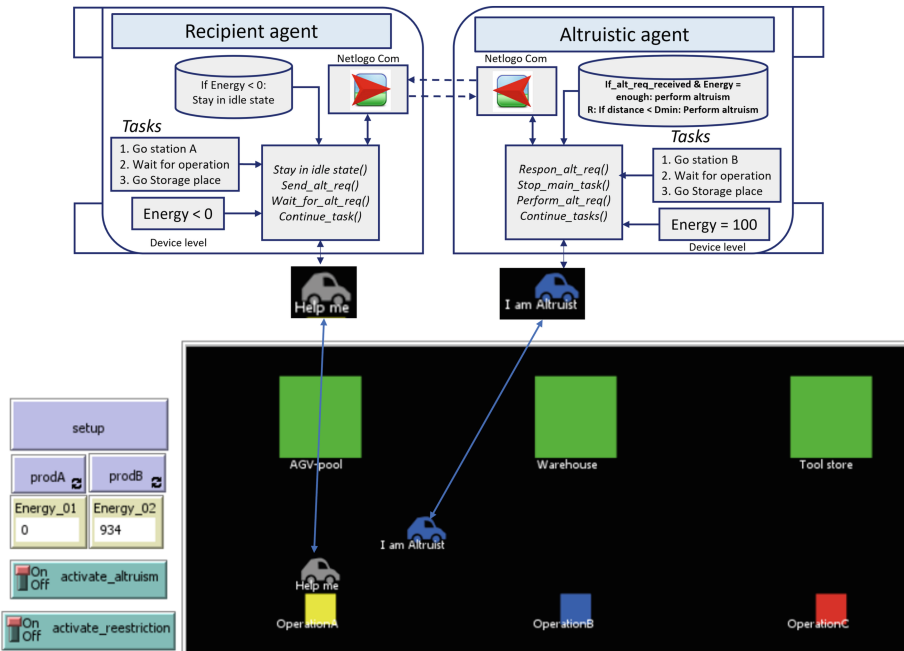 Recipient agent
Netlogo Com
If Energy < 0:
Stay in idle state
Tasks
1. Go station A
2. Wait for operation
3. Go Storage place
Stay in idle state()
Send_alt_req()
Wait_for_alt_req()
Continue_task()
Energy < 0
Device level
Altruistic agent
Netlogo Com
If_alt_req_received & Energy =
enough: perform altruism
R: If distance < Dmin: Perform altruism
Tasks
1. Go station B
2. Wait for operation
3. Go Storage place
Respon_alt_req()
Stop_main_task()
Perform_alt_req()
Continue_tasks()
Energy = 100
Device level
Help me
I am Altruist
setup
prodA
prodB
Energy_01
0
Energy_02
934
On
Off
activate_altruism
On
Off
activate_reestriction
AGV-pool
Warehouse
Tool store
I am Altruist
Help me
OperationA
OperationB
OperationC